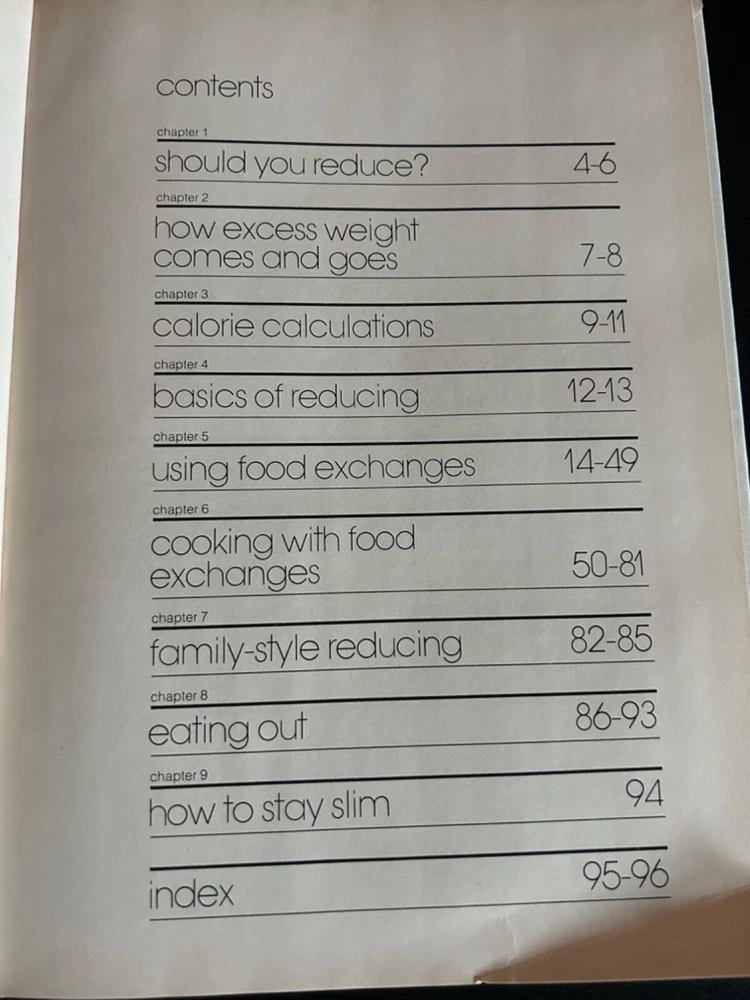 contents
chapter 1
should you reduce? 4-6
chapter 2
how excess weight
comes and goes 7-8
chapter 3
calorie calculations 9-11
chapter 4
basics of reducing 12-13
chapter 5
using food exchanges 14-49
chapter 6
cooking with food
exchanges 50-81
chapter 7
family-style reducing 82-85
chapter 8
eating out 86-93
chapter 9
how to stay slim 94
index 95-96